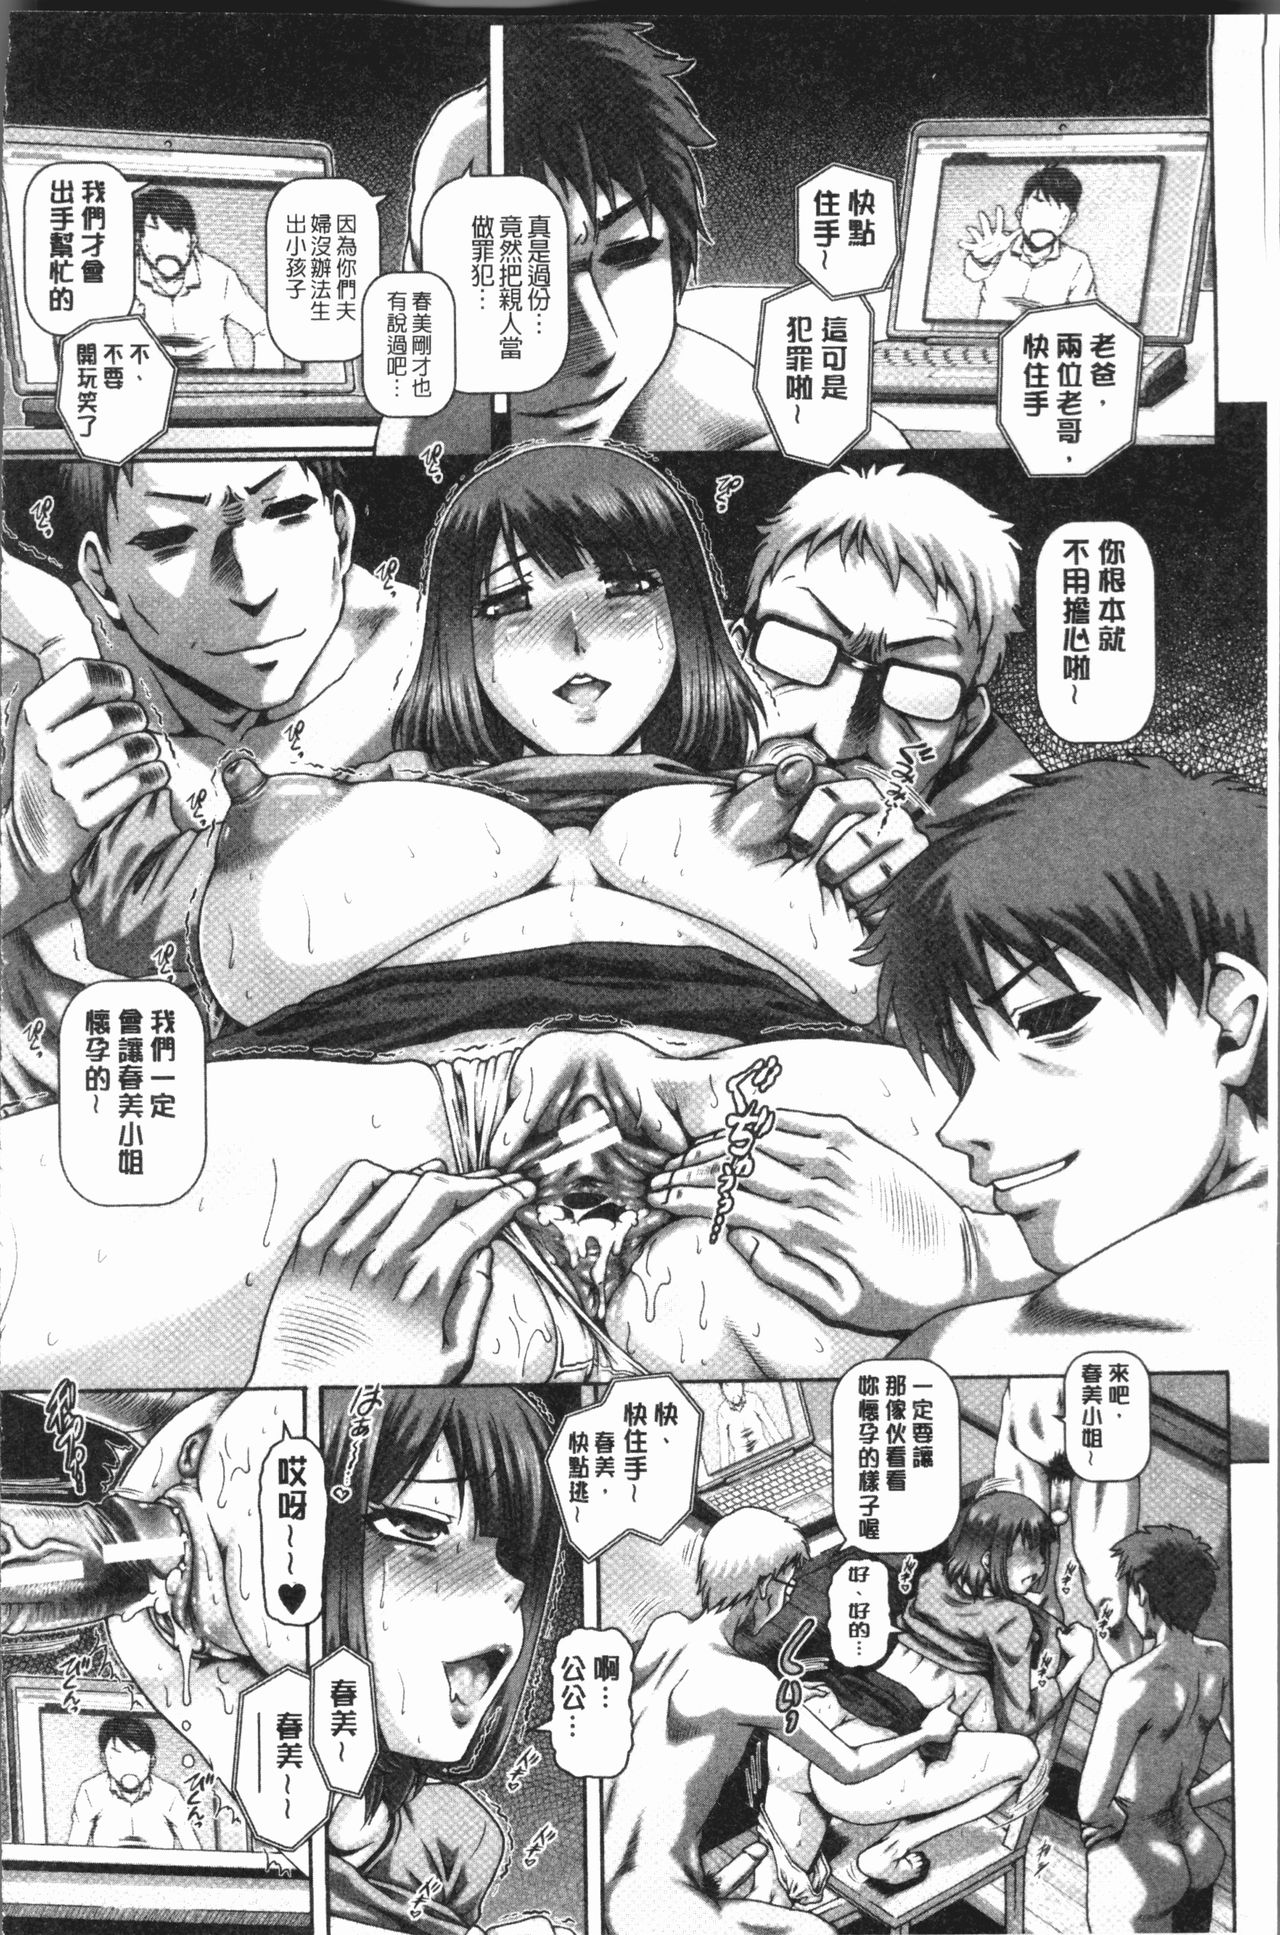 快點
住手～
老爸，
兩位老哥，
快住手
這可是
犯罪啦～
真是過份…
竟然把親人當
做罪犯…
春美剛才也
有說過吧…
因為你們夫
婦沒辦法生
出小孩子
我們才會
出手幫忙的
不、
不要
開玩笑了
你根本就
不用擔心啦～
我們一定
會讓春美小姐
懷孕的～
來吧，
春美小姐～
一定要讓
那傢伙看看
妳懷孕的樣子喔
好、好的…
快、
快住手～
春美，
快點逃～
啊…
公公…
はぁ～
哎呀～～♥
春美～
春美～～